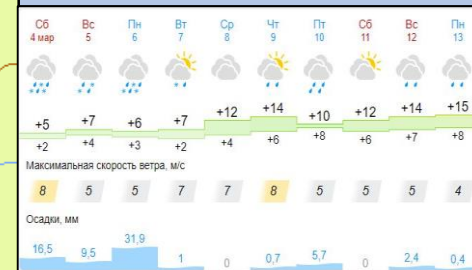 Сб Вс Пн Вт Ср Чт Пт Сб Вс Пн
4 мар 5 6 7 8 9 10 11 12 13
+5 +7 +6 +7 +12 +14 +10 +12 +14 +15
+2 +4 +3 +2 +4 +6 +8 +6 +7 +8
Максимальная скорость ветра, м/с
8 5 5 7 7 8 5 5 5 4
Осадки, мм
16,5 9,5 31,9 1 0 0,7 5,7 0 2,4 0,4